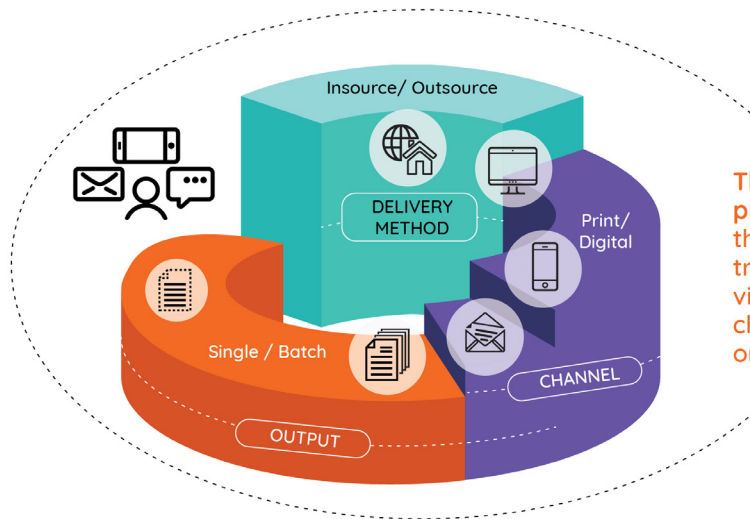 Insource/ Outsource
DELIVERY
METHOD
Print/
Digital
Single / Batch
CHANNEL
OUTPUT